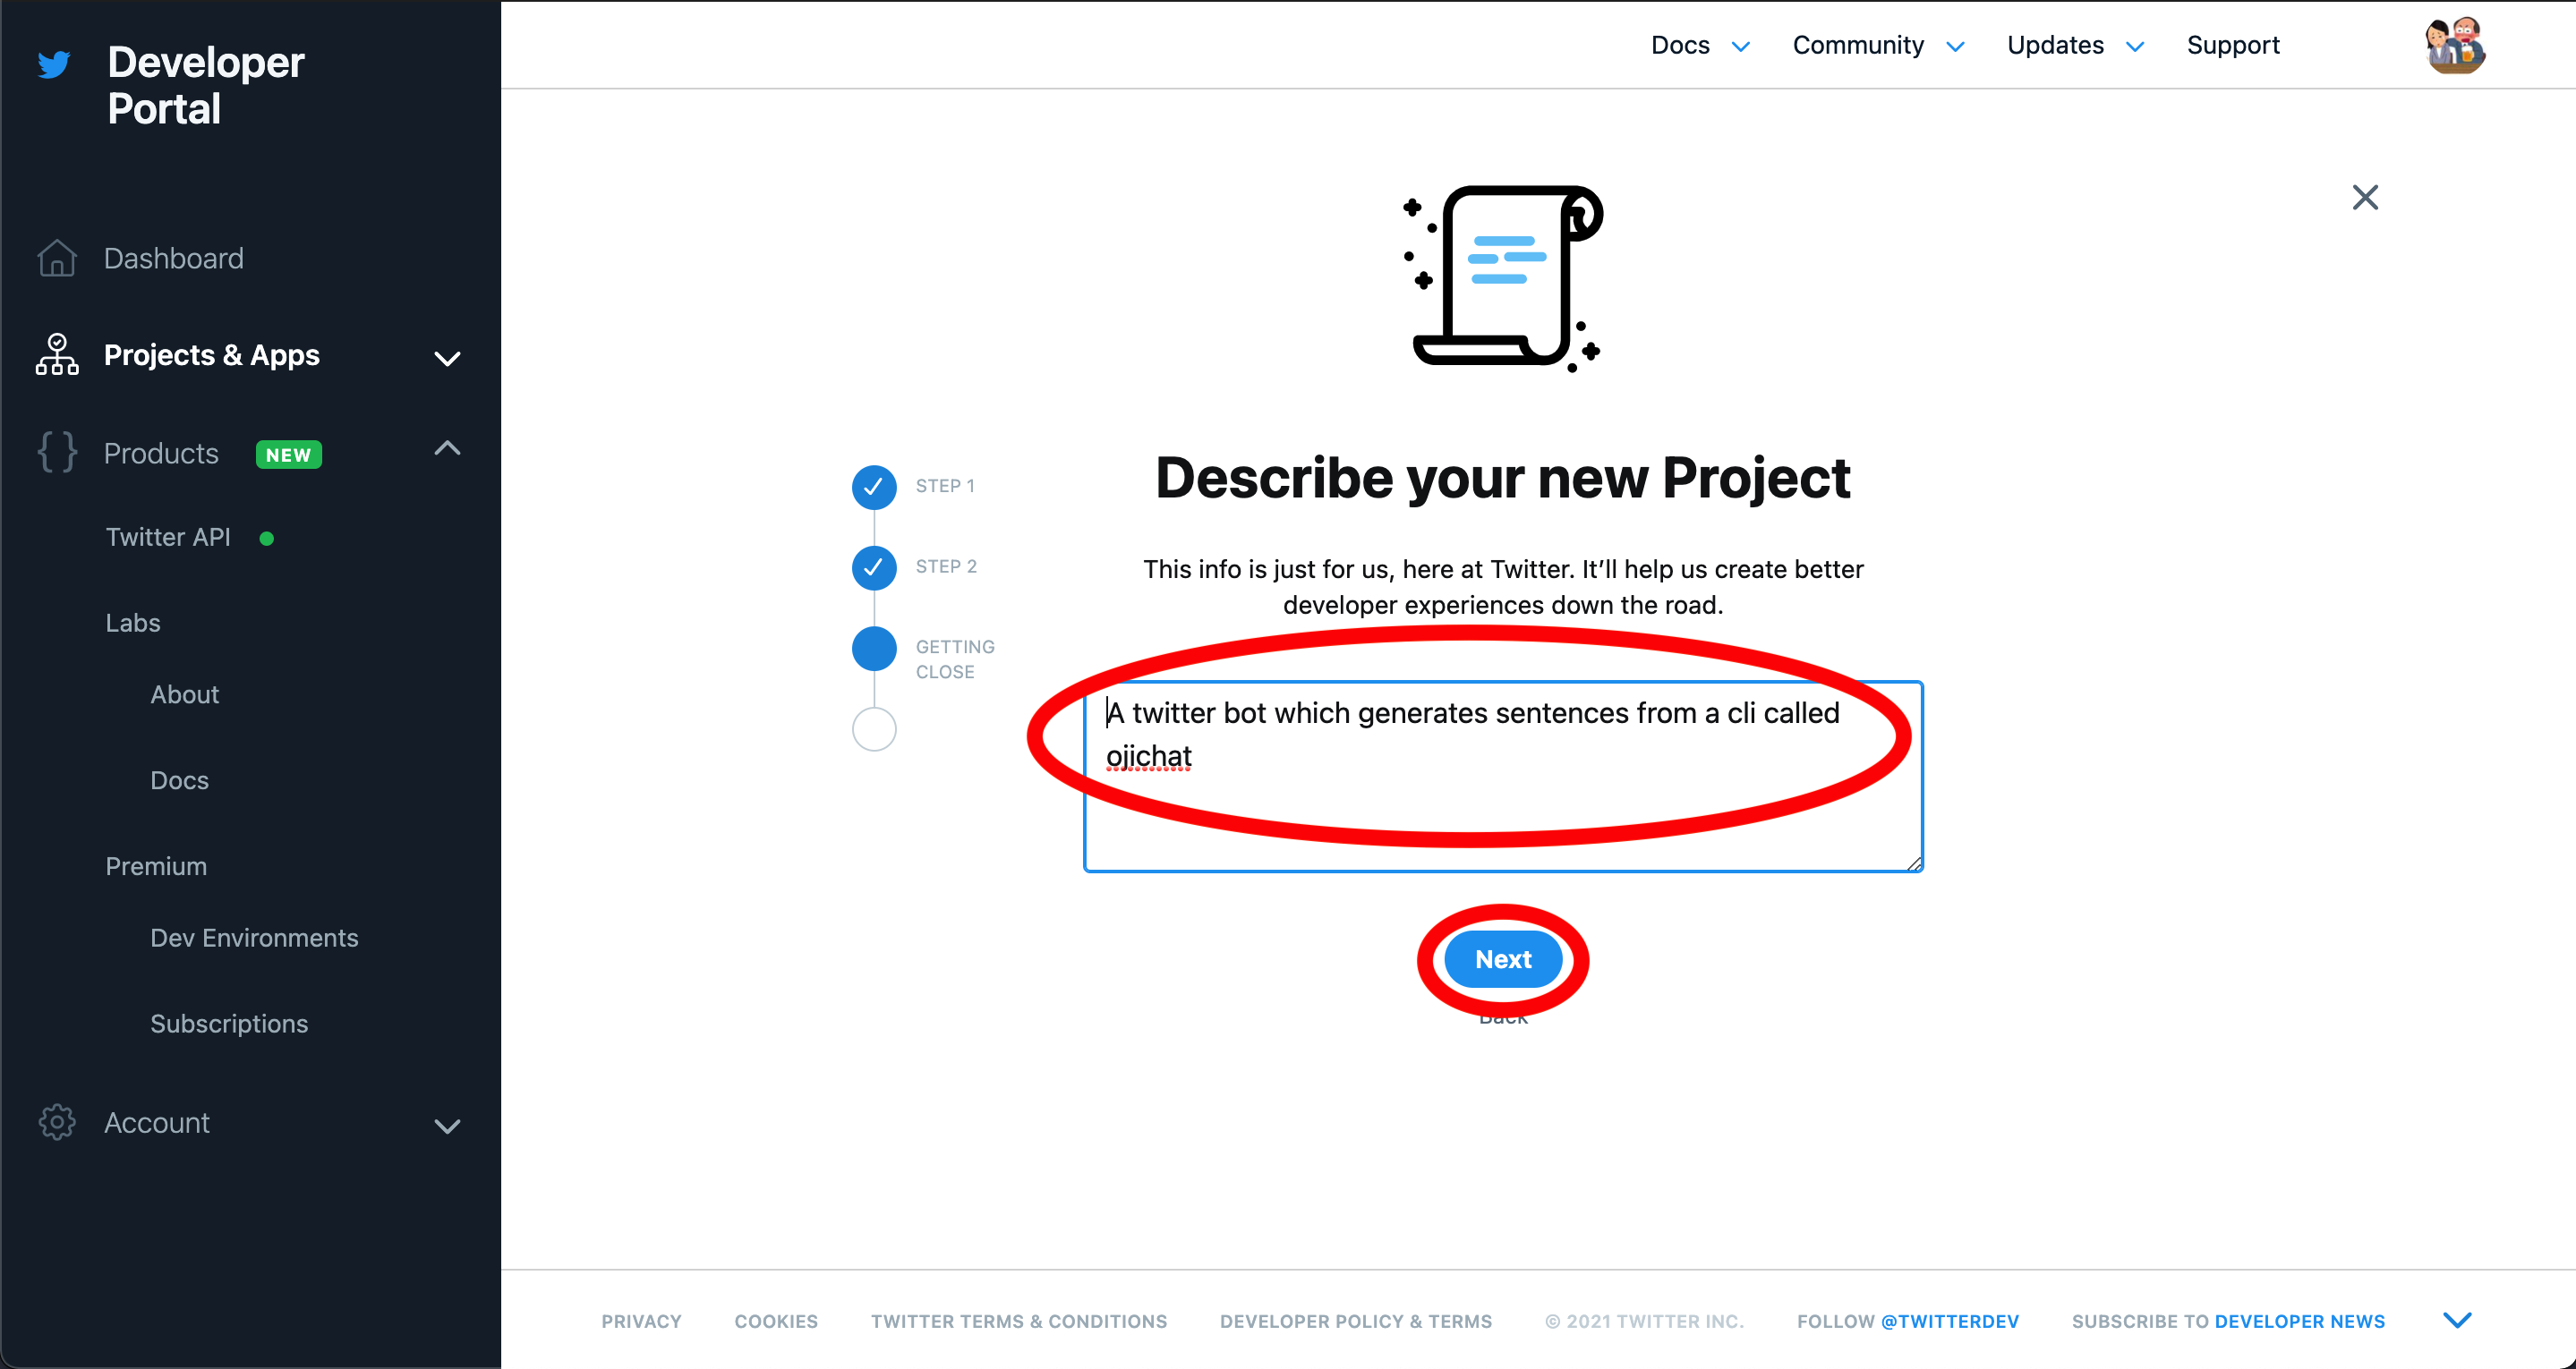 Developer
Portal
Docs Community Updates Support
Dashboard
Projects & Apps
Products NEW
Twitter API
Labs
About
Docs
Premium
Dev Environments
Subscriptions
Account
STEP 1
STEP 2
GETTING
CLOSE
Describe your new Project
This info is just for us, here at Twitter. It’ll help us create better
developer experiences down the road.
A twitter bot which generates sentences from a cli called
ojichat
Next
Back
PRIVACY COOKIES TWITTER TERMS & CONDITIONS DEVELOPER POLICY & TERMS © 2021 TWITTER INC. FOLLOW @TWITTERDEV SUBSCRIBE TO DEVELOPER NEWS